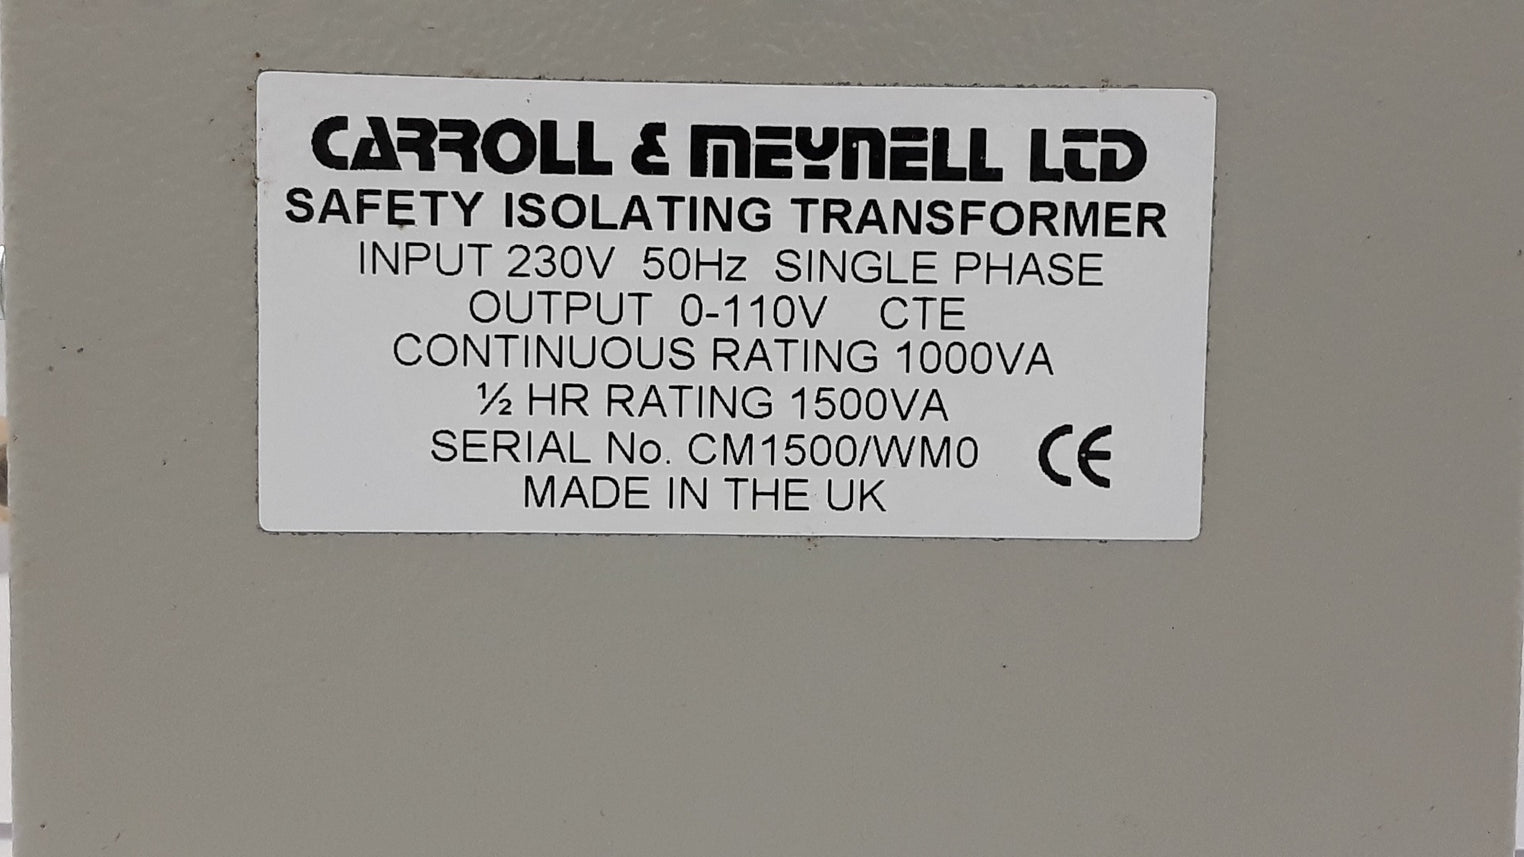 CARROLL & MEYNELL LTD
SAFETY ISOLATING TRANSFORMER
INPUT 230V 50Hz SINGLE PHASE
OUTPUT 0-110V CTE
CONTINUOUS RATING 1000VA
½ HR RATING 1500VA
SERIAL No. CM1500/WM0
CE
MADE IN THE UK